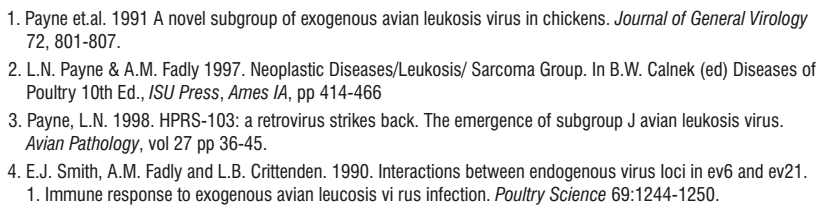 1. Payne et.al. 1991 A novel subgroup of exogenous avian leukosis virus in chickens. Journal of General Virology
72, 801-807.
2. L.N. Payne & A.M. Fadly 1997. Neoplastic Diseases/Leukosis/ Sarcoma Group. In B.W. Calnek (ed) Diseases of
Poultry 10th Ed., ISU Press, Ames IA, pp 414-466
3. Payne, L.N. 1998. HPRS-103: a retrovirus strikes back. The emergence of subgroup J avian leukosis virus.
Avian Pathology, vol 27 pp 36-45.
4. E.J. Smith, A.M. Fadly and L.B. Crittenden. 1990. Interactions between endogenous virus loci in ev6 and ev21.
1. Immune response to exogenous avian leucosis vi rus infection. Poultry Science 69:1244-1250.